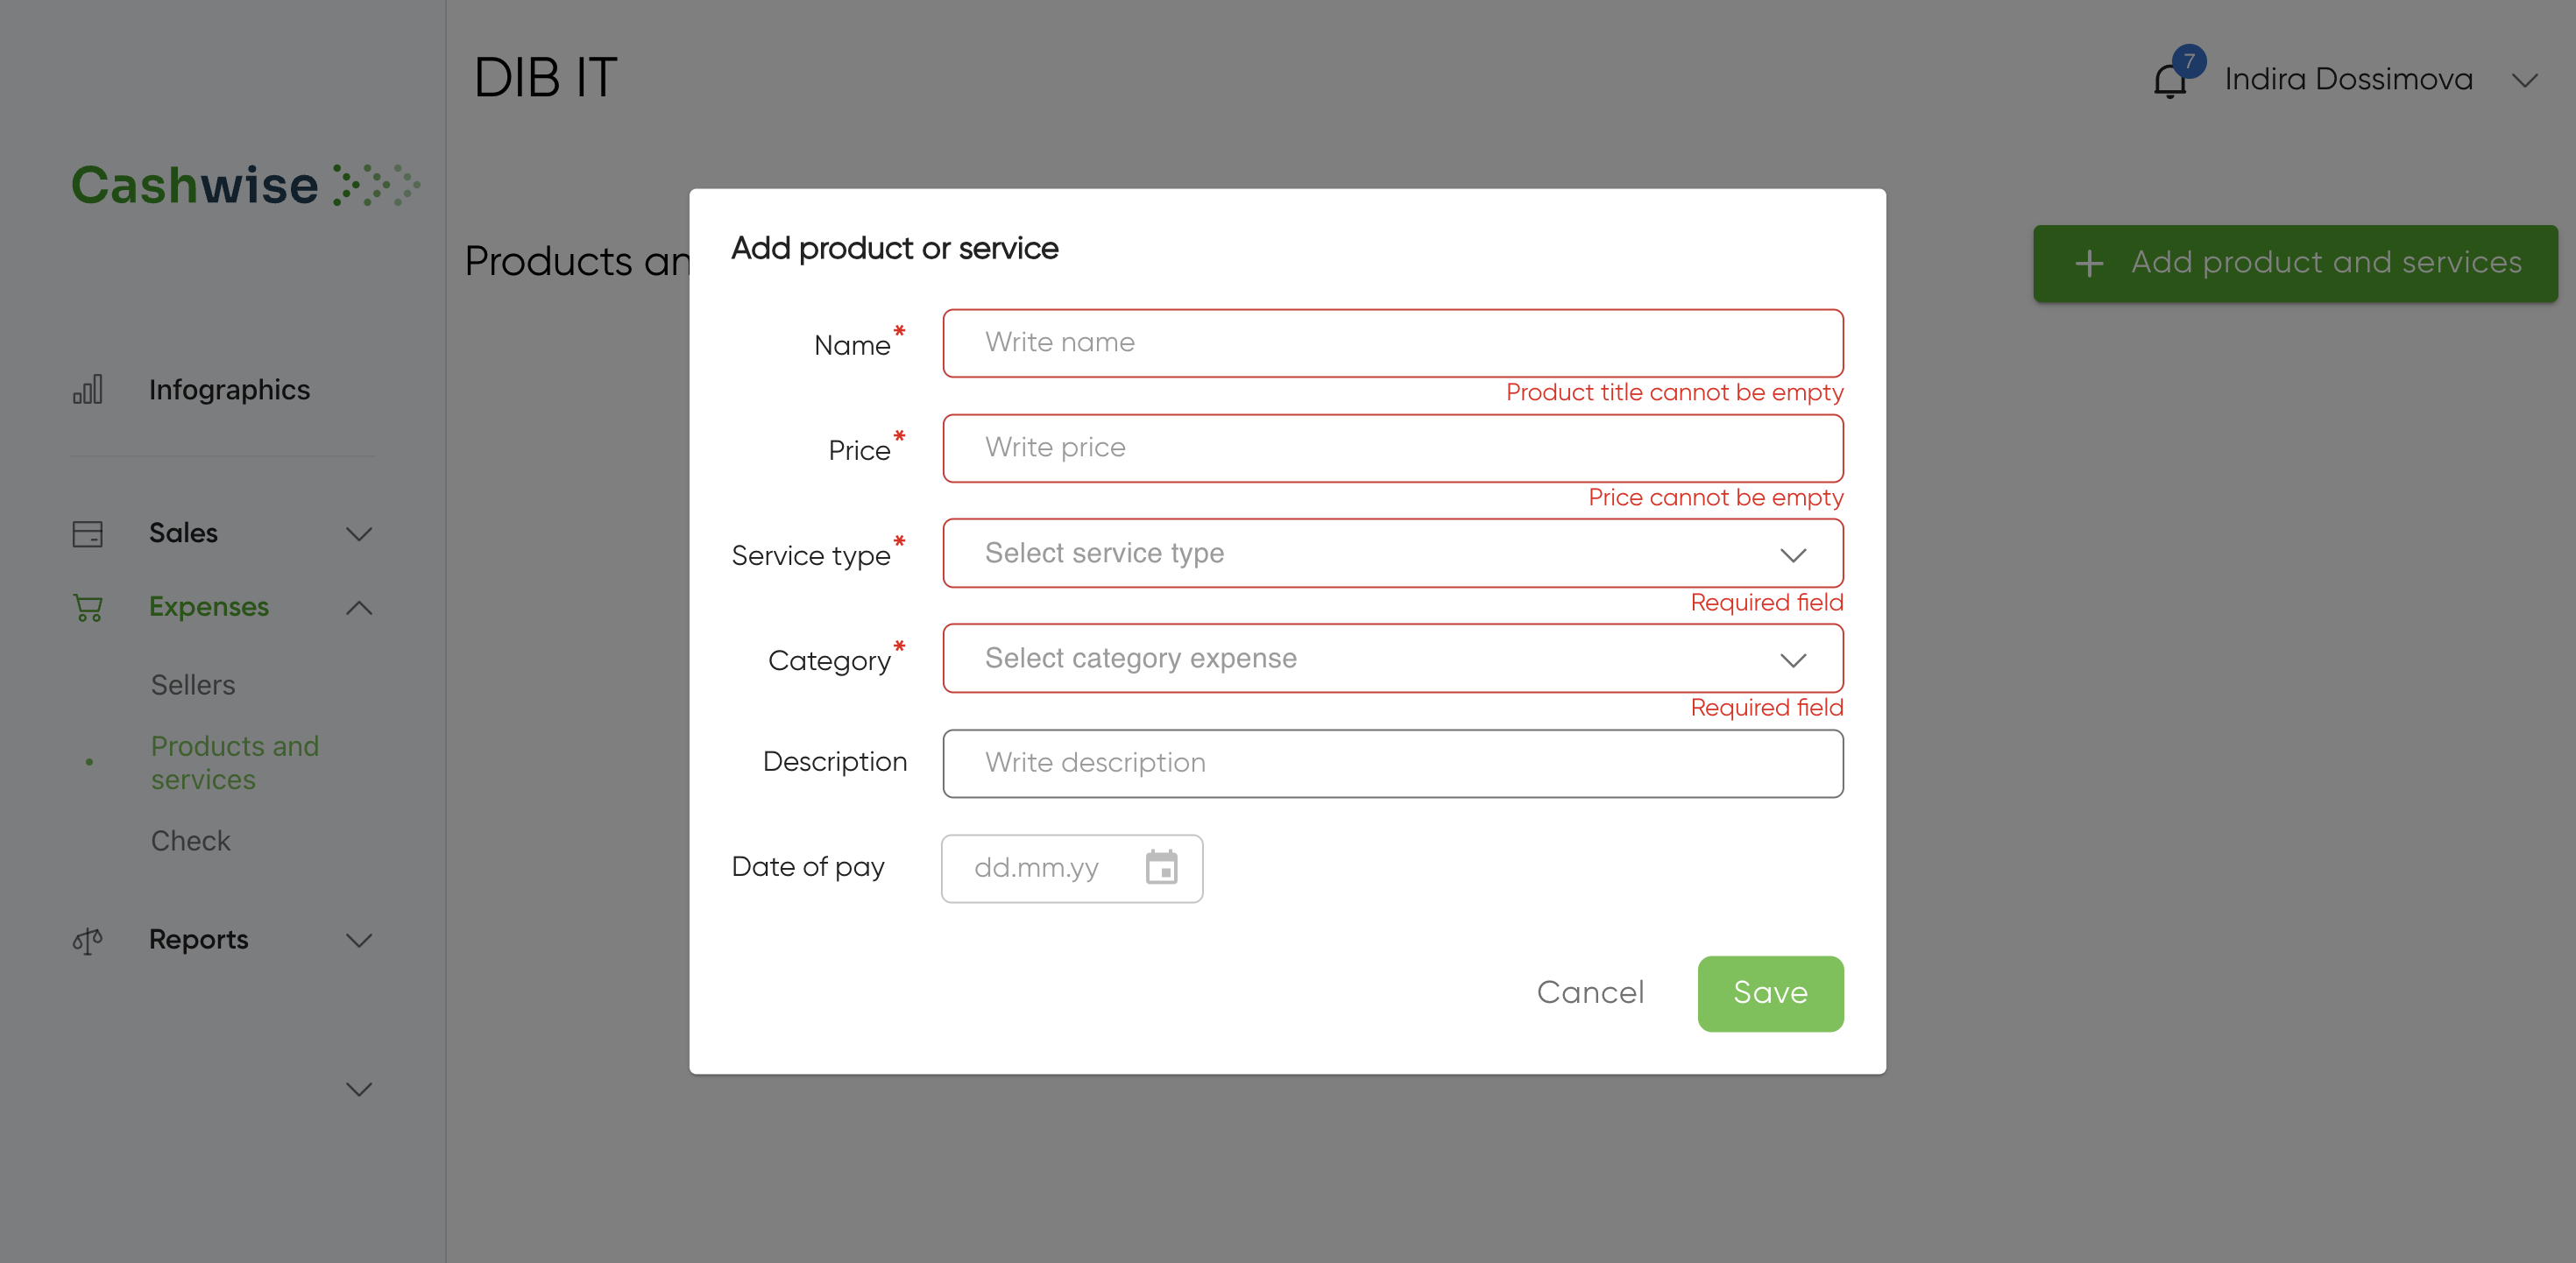 DIB IT
7
Indira Dossimova
Cashwise
Products an
Add product and services
Infographics
Sales
Expenses
Sellers
Products and
services
Check
Reports
Add product or service
Name*
Write name
Product title cannot be empty
Price*
Write price
Price cannot be empty
Service type*
Select service type
Required field
Category*
Select category expense
Required field
Description
Write description
Date of pay
dd.mm.yy
Cancel
Save